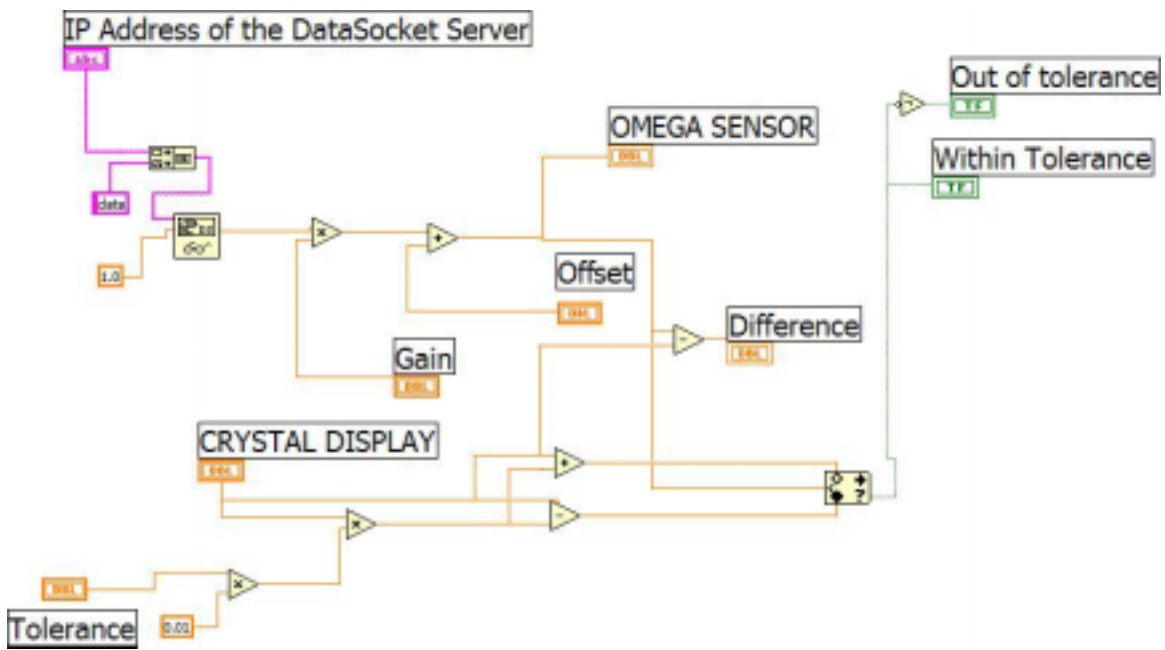 IP Address of the DataSocket Server
abc
Out of tolerance
TF
OMEGA SENSOR
DBL
Within Tolerance
TF
data
1.0
Offset
DBL
Difference
DBL
Gain
DBL
CRYSTAL DISPLAY
DBL
DBL
Tolerance
0.01